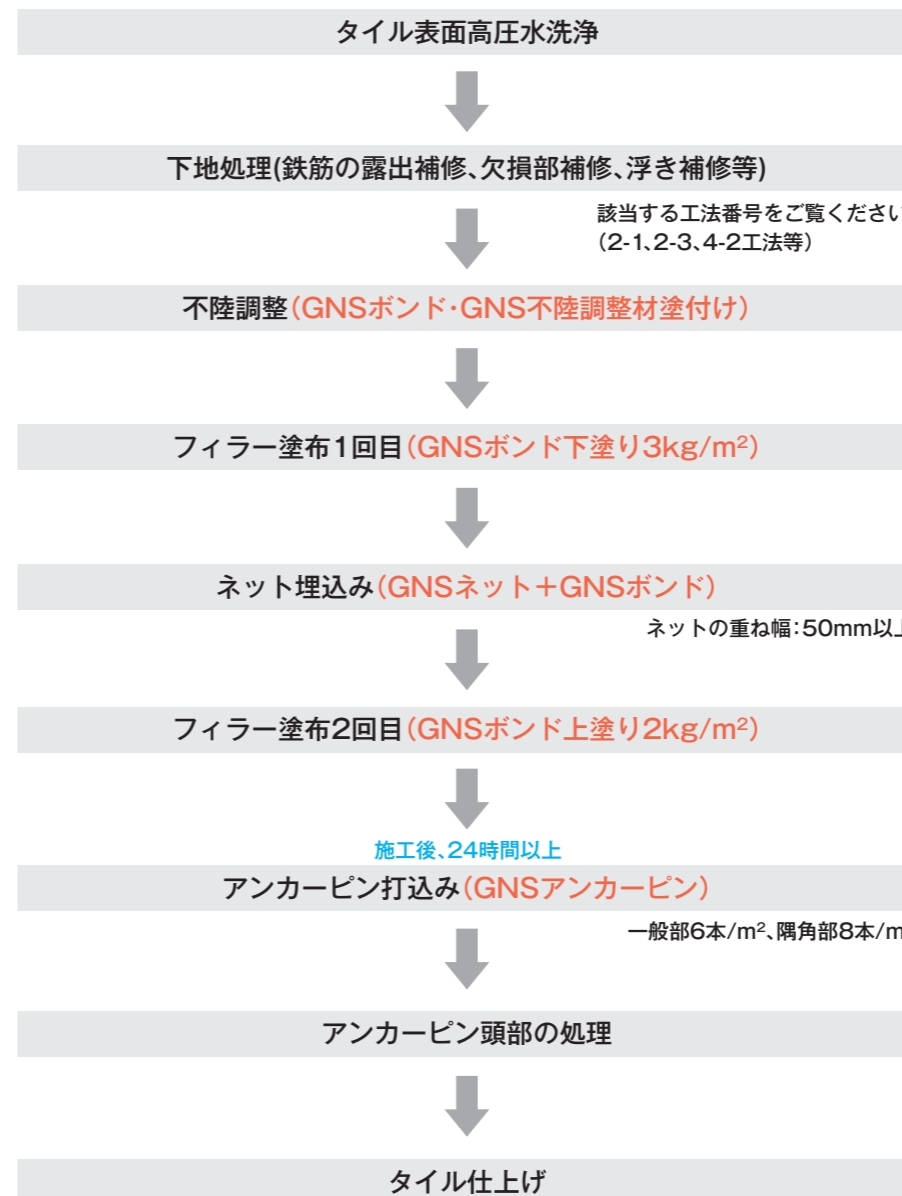 タイル表面高圧水洗浄
下地処理(鉄筋の露出補修、欠損部補修、浮き補修等)
該当する工法番号をご覧ください
（2-1、2-3、4-2工法等）
不陸調整（GNSボンド・GNS不陸調整材塗付け）
フィラー塗布1回目（GNSボンド下塗り3kg/m²）
ネット埋込み（GNSネット＋GNSボンド）
ネットの重ね幅：50mm以上
フィラー塗布2回目（GNSボンド上塗り2kg/m²）
施工後、24時間以上
アンカーピン打込み（GNSアンカーピン）
一般部6本/m²、隅角部8本/m
アンカーピン頭部の処理
タイル仕上げ